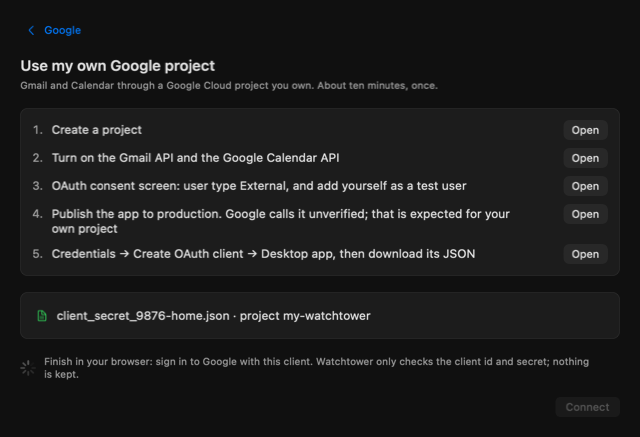 Google
Use my own Google project
Gmail and Calendar through a Google Cloud project you own. About ten minutes, once.
1. Create a project Open
2. Turn on the Gmail API and the Google Calendar API Open
3. OAuth consent screen: user type External, and add yourself as a test user Open
4. Publish the app to production. Google calls it unverified; that is expected for your Open
own project
5. Credentials → Create OAuth client → Desktop app, then download its JSON Open
client_secret_9876-home.json · project my-watchtower
Finish in your browser: sign in to Google with this client. Watchtower only checks the client id and secret; nothing
is kept.
Connect